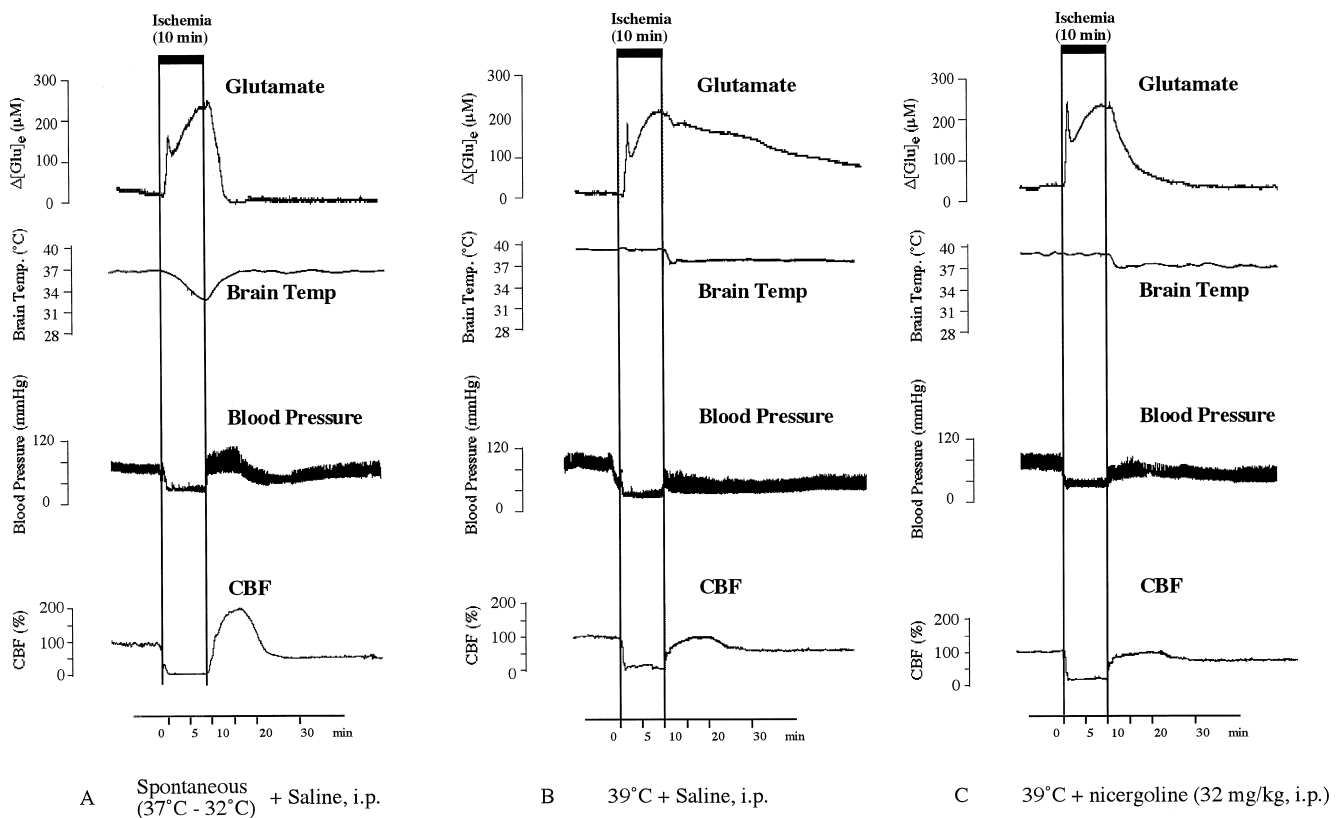 Ischemia
(10 min)
300
200
100
0
Δ[Glu]e (μM)
Glutamate
40
37
34
31
28
Brain Temp. (˚C)
Brain Temp
120
0
Blood Pressure (mmHg)
Blood Pressure
200
100
0
CBF (%)
CBF
0 5 10 20 30 min
A Spontaneous
(37˚C - 32˚C) + Saline, i.p.
Ischemia
(10 min)
300
200
100
0
Δ[Glu]e (μM)
Glutamate
40
37
34
31
28
Brain Temp. (˚C)
Brain Temp
120
0
Blood Pressure (mmHg)
Blood Pressure
200
100
0
CBF (%)
CBF
0 5 10 20 30 min
B 39˚C + Saline, i.p.
Ischemia
(10 min)
300
200
100
0
Δ[Glu]e (μM)
Glutamate
40
37
34
31
28
Brain Temp. (˚C)
Brain Temp
120
0
Blood Pressure (mmHg)
Blood Pressure
200
100
0
CBF (%)
CBF
0 5 10 20 30 min
C 39˚C + nicergoline (32 mg/kg, i.p.)